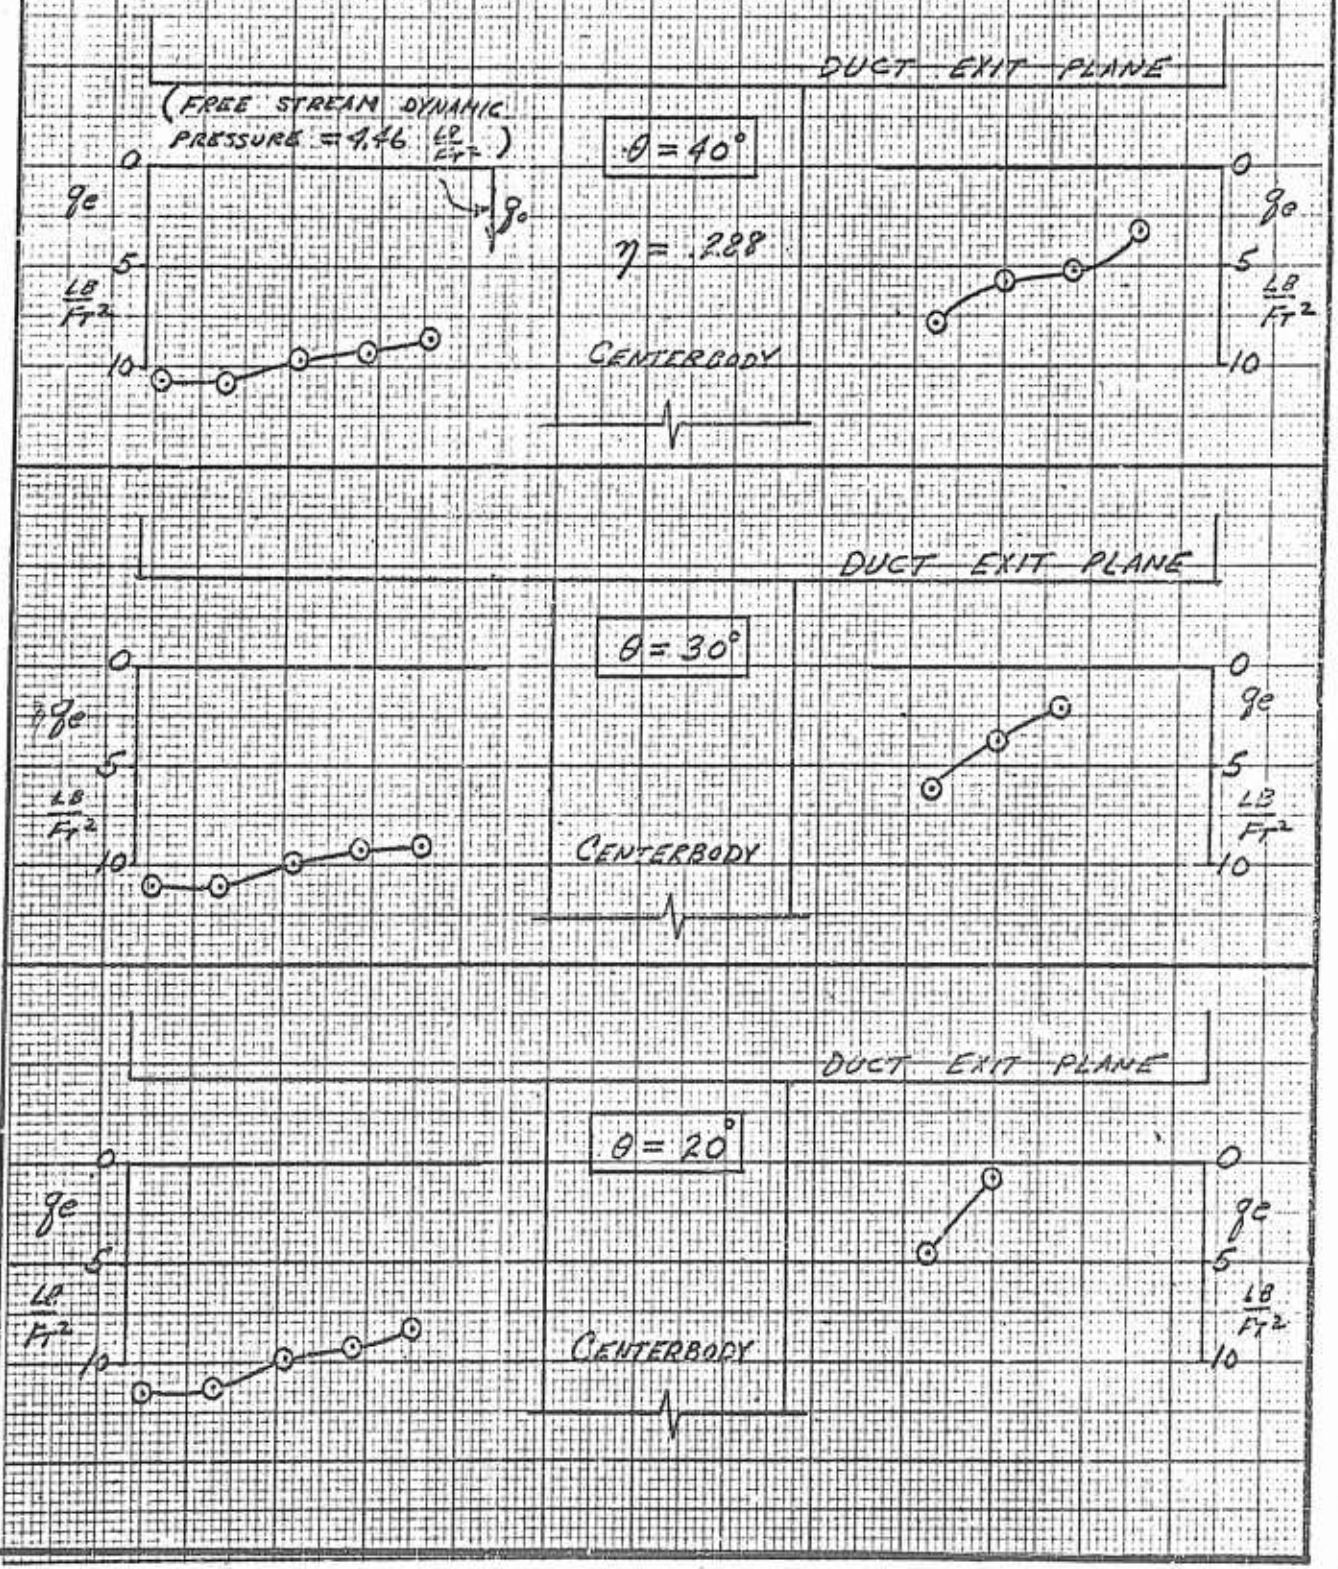 DUCT EXIT PLANE
(FREE STREAM DYNAMIC
PRESSURE = 4.46 LB/FT²)
θ = 40°
0
0
qe
q0
qe
η = .288
5
5
LB/FT²
LB/FT²
CENTERBODY
10
10
DUCT EXIT PLANE
θ = 30°
0
0
qe
qe
5
5
LB/FT²
LB/FT²
CENTERBODY
10
10
DUCT EXIT PLANE
θ = 20°
0
0
qe
qe
5
5
LB/FT²
LB/FT²
CENTERBODY
10
10